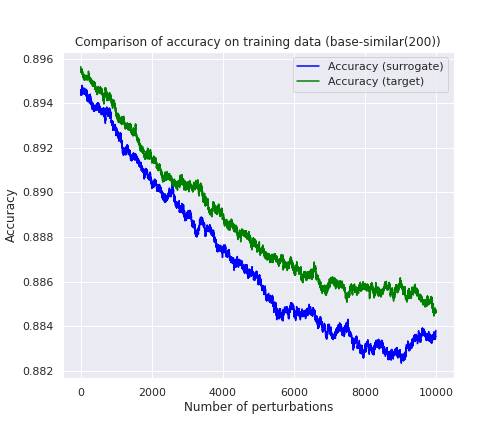 Comparison of accuracy on training data (base-similar(200))
Accuracy (surrogate)
Accuracy (target)
Accuracy
0.896
0.894
0.892
0.890
0.888
0.886
0.884
0.882
0 2000 4000 6000 8000 10000
Number of perturbations